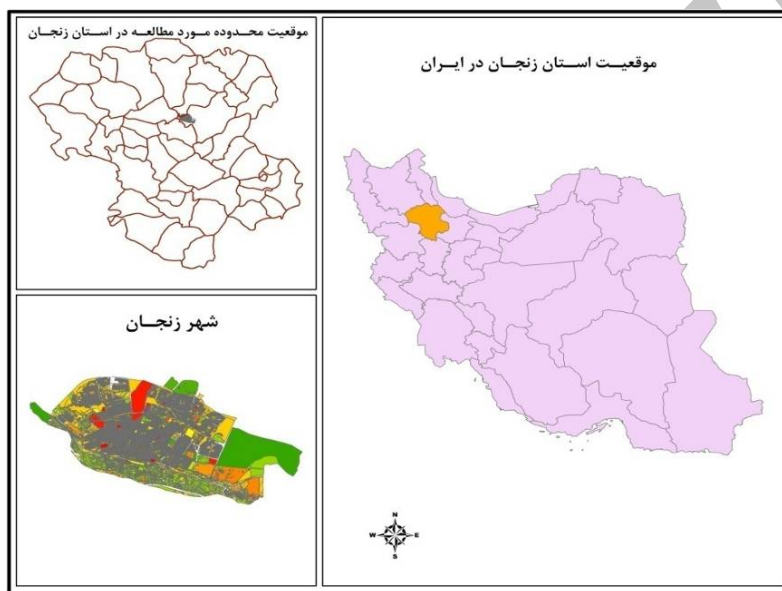 موقعیت استان زنجان در ایران
موقعیت محدوده مورد مطالعه در استان زنجان
شهر زنجان
N
W E
S